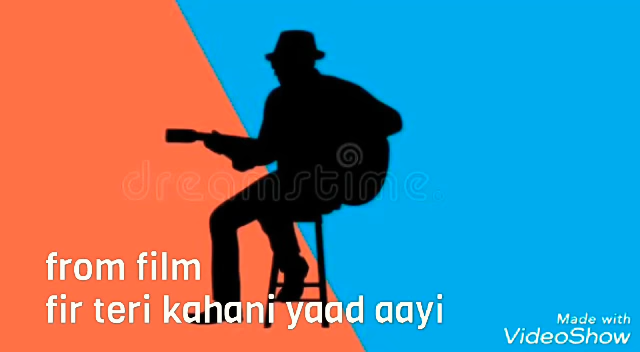 dreamstime
from film
fir teri kahani yaad aayi
Made with
VideoShow